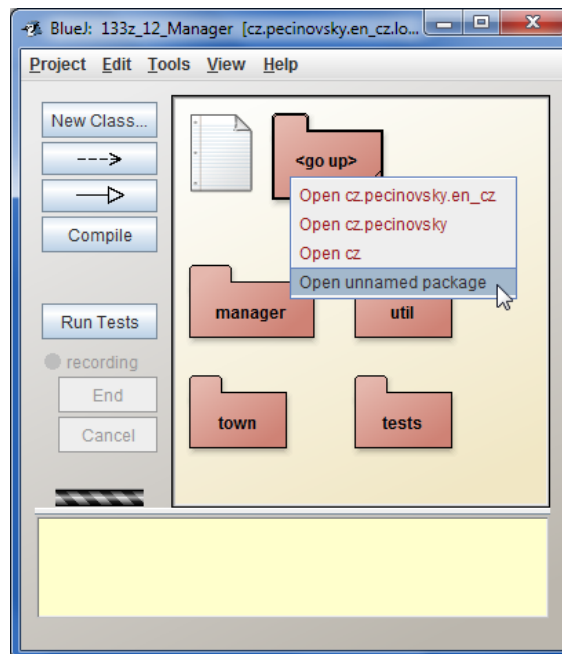 BlueJ: 133z_12_Manager [cz.pecinovsky.en_cz.lo...
Project Edit Tools View Help
New Class...
Compile
Run Tests
recording
End
Cancel
<go up>
Open cz.pecinovsky.en_cz
Open cz.pecinovsky
Open cz
Open unnamed package
manager
util
town
tests